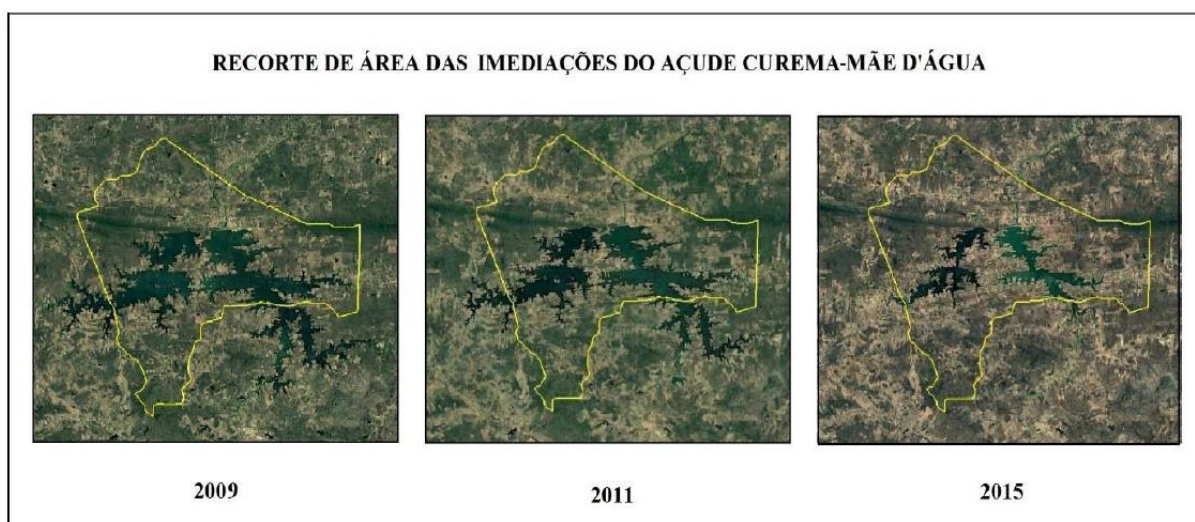 RECORTE DE ÁREA DAS IMEDIAÇÕES DO AÇUDE CUREMA-MÃE D'ÁGUA
2009
2011
2015